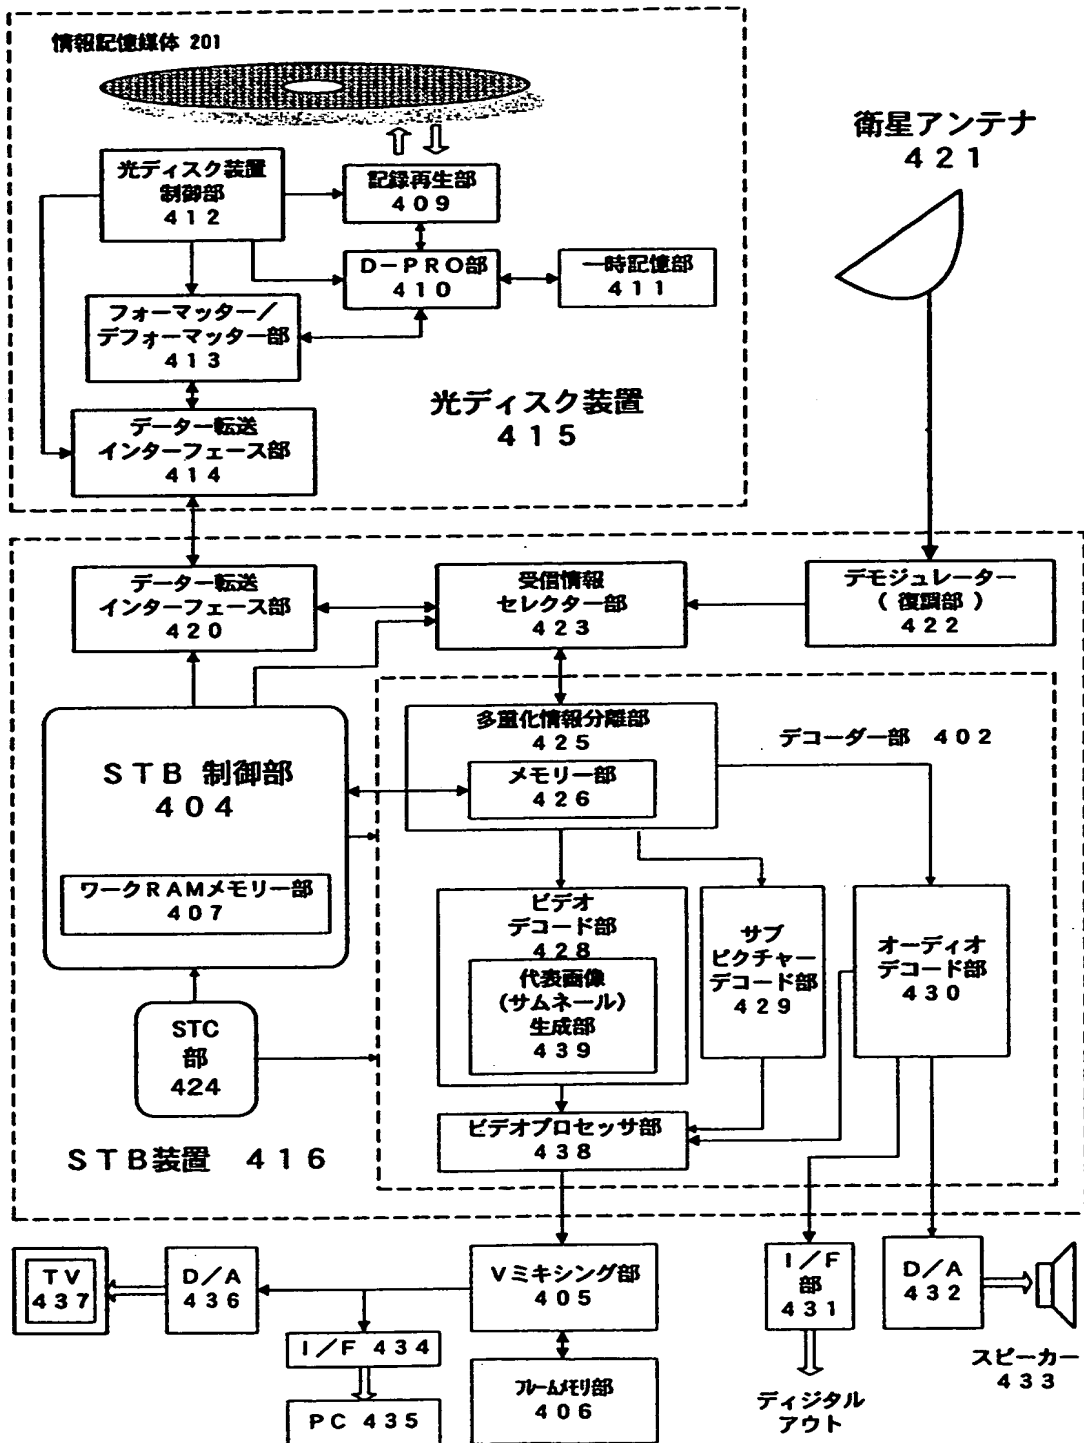 情報記憶媒体 201
衛星アンテナ
421
光ディスク装置
制御部
412
記録再生部
409
D-PRO部
410
一時記憶部
411
フォーマッター/
デフォーマッター部
413
光ディスク装置
415
データー転送
インターフェース部
414
データー転送
インターフェース部
420
受信情報
セレクター部
423
デモジュレーター
(復調部)
422
多重化情報分離部
425
デコーダー部 402
メモリー部
426
STB 制御部
404
ワークRAMメモリー部
407
ビデオ
デコード部
428
代表画像
(サムネール)
生成部
439
サブ
ピクチャー
デコード部
429
オーディオ
デコード部
430
STC
部
424
ビデオプロセッサ部
438
STB装置 416
TV
437
D/A
436
Vミキシング部
405
I/F
部
431
D/A
432
I/F 434
スピーカー
433
PC 435
フレームメモリ部
406
ディジタル
アウト